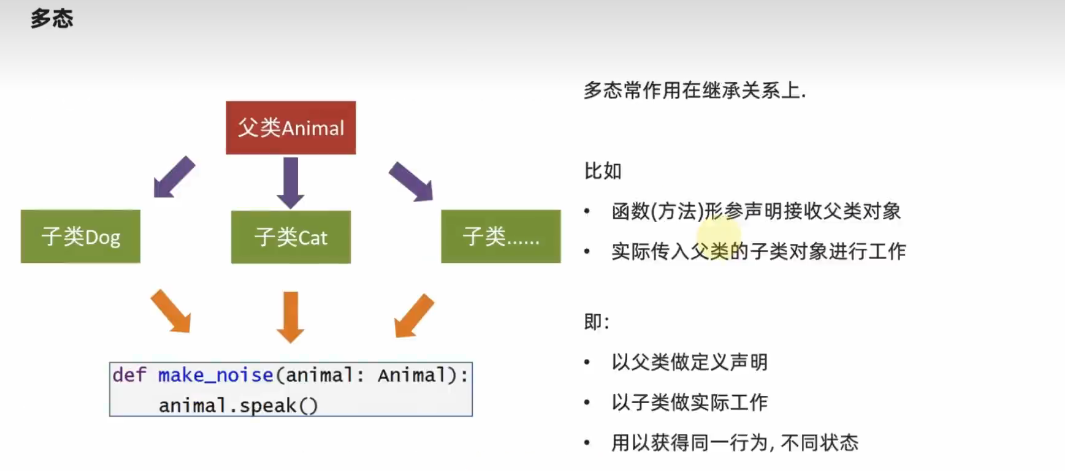 多态
父类Animal
子类Dog
子类Cat
子类......
def make_noise(animal: Animal):
animal.speak()
多态常作用在继承关系上.
比如
• 函数(方法)形参声明接收父类对象
• 实际传入父类的子类对象进行工作
即:
• 以父类做定义声明
• 以子类做实际工作
• 用以获得同一行为, 不同状态